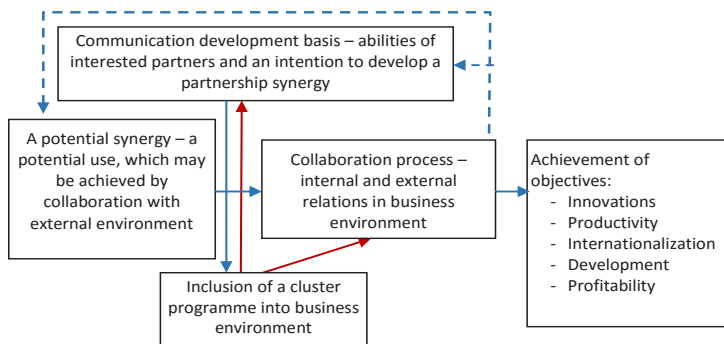 Communication development basis – abilities of
interested partners and an intention to develop a
partnership synergy
A potential synergy – a
potential use, which may
be achieved by
collaboration with
external environment
Collaboration process –
internal and external
relations in business
environment
Achievement of
objectives:
- Innovations
- Productivity
- Internationalization
- Development
- Profitability
Inclusion of a cluster
programme into business
environment